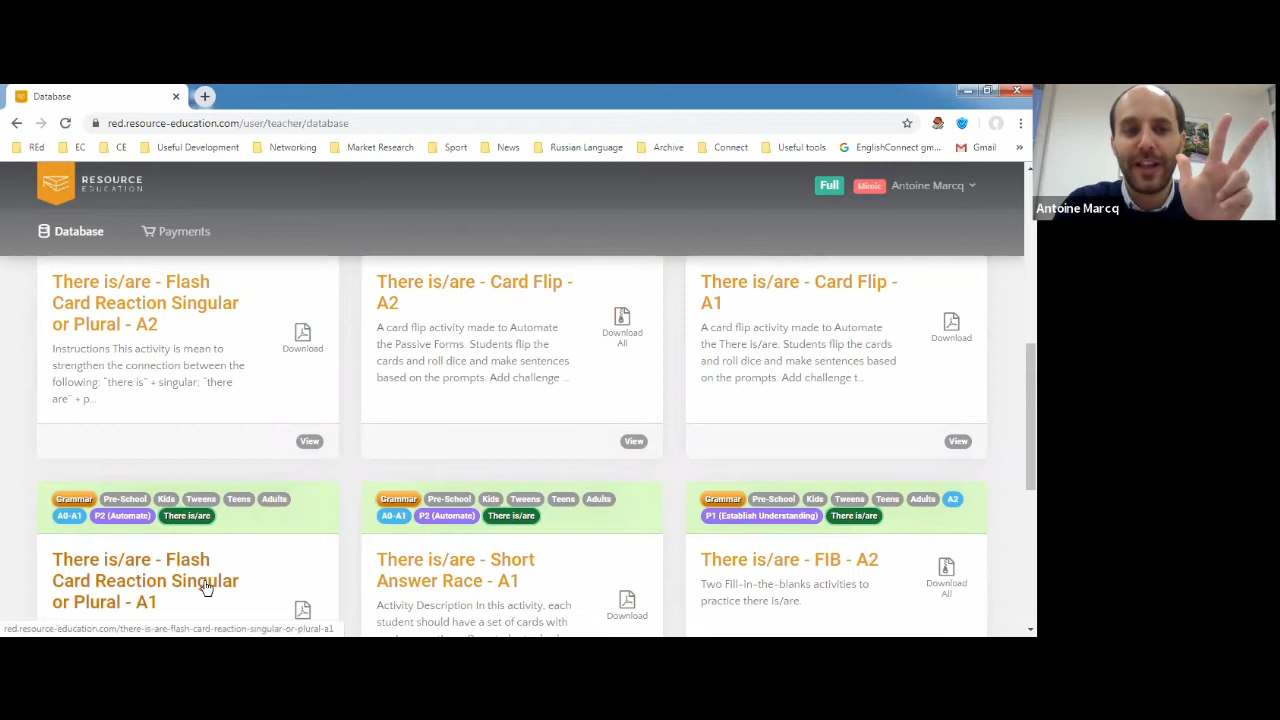 Database
red.resource-education.com/user/teacher/database
REd
EC
CE
Useful Development
Networking
Market Research
Sport
News
Russian Language
Archive
Connect
Useful tools
EnglishConnect gm...
Gmail
»
RESOURCE
EDUCATION
Full
Mimic
Antoine Marcq
Database
Payments
There is/are - Flash
Card Reaction Singular
or Plural - A2
Instructions This activity is mean to
strengthen the connection between the
following: "there is" + singular; "there
are" + p...
Download
View
There is/are - Card Flip -
A2
A card flip activity made to Automate
the Passive Forms. Students flip the
cards and roll dice and make sentences
based on the prompts. Add challenge ...
Download
All
View
There is/are - Card Flip -
A1
A card flip activity made to Automate
the There is/are. Students flip the
cards and roll dice and make sentences
based on the prompts. Add challenge t...
Download
View
Grammar Pre-School Kids Tweens Teens Adults
A0-A1 P2 (Automate) There is/are
There is/are - Flash
Card Reaction Singular
or Plural - A1
Grammar Pre-School Kids Tweens Teens Adults
A0-A1 P2 (Automate) There is/are
There is/are - Short
Answer Race - A1
Activity Description In this activity, each
student should have a set of cards with
Download
Grammar Pre-School Kids Tweens Teens Adults A2
P1 (Establish Understanding) There is/are
There is/are - FIB - A2
Two Fill-in-the-blanks activities to
practice there is/are.
Download
All
red.resource-education.com/there-is-are-flash-card-reaction-singular-or-plural-a1
Antoine Marcq